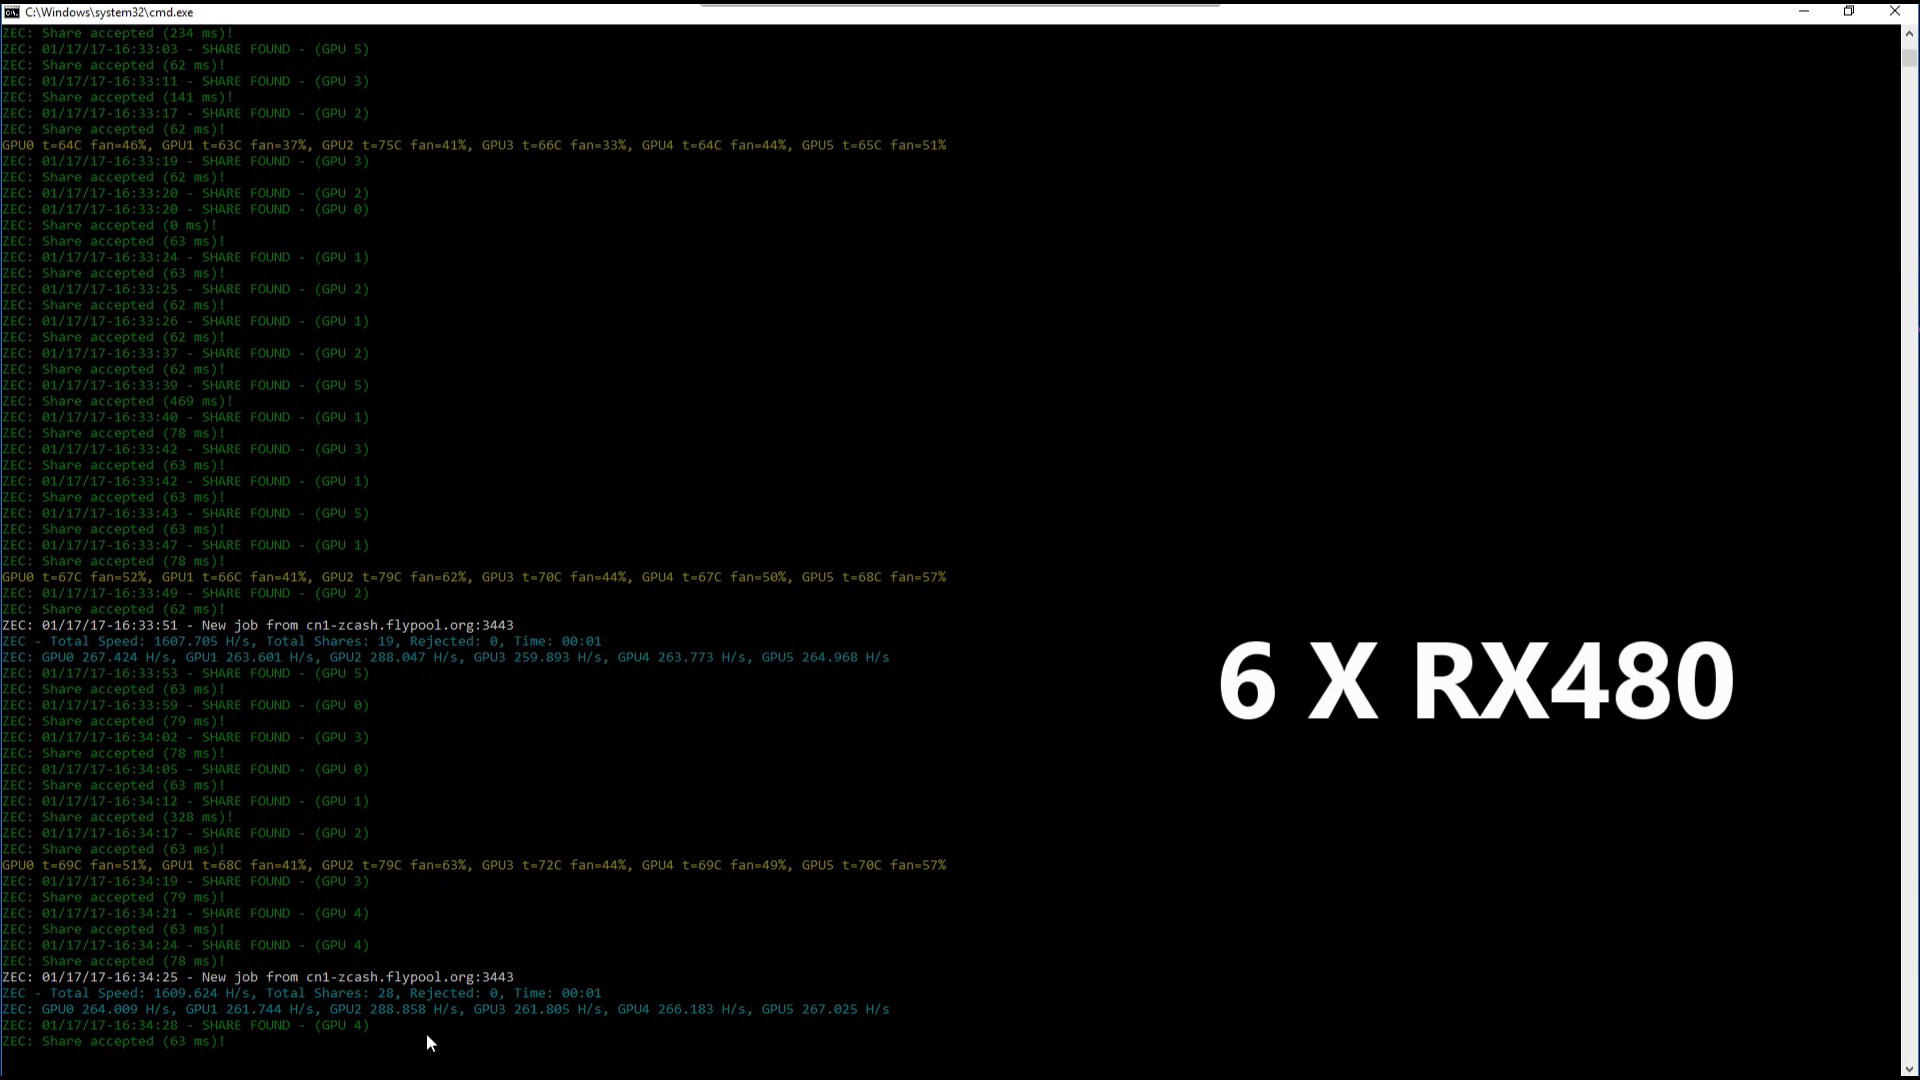 C:\Windows\system32\cmd.exe
ZEC: Share accepted (234 ms)!
ZEC: 01/17/17-16:33:03 - SHARE FOUND - (GPU 5)
ZEC: Share accepted (62 ms)!
ZEC: 01/17/17-16:33:11 - SHARE FOUND - (GPU 3)
ZEC: Share accepted (141 ms)!
ZEC: 01/17/17-16:33:17 - SHARE FOUND - (GPU 2)
ZEC: Share accepted (62 ms)!
GPU0 t=64C fan=46%, GPU1 t=63C fan=37%, GPU2 t=75C fan=41%, GPU3 t=66C fan=33%, GPU4 t=64C fan=44%, GPU5 t=65C fan=51%
ZEC: 01/17/17-16:33:19 - SHARE FOUND - (GPU 3)
ZEC: Share accepted (62 ms)!
ZEC: 01/17/17-16:33:20 - SHARE FOUND - (GPU 2)
ZEC: 01/17/17-16:33:20 - SHARE FOUND - (GPU 0)
ZEC: Share accepted (0 ms)!
ZEC: Share accepted (63 ms)!
ZEC: 01/17/17-16:33:24 - SHARE FOUND - (GPU 1)
ZEC: Share accepted (63 ms)!
ZEC: 01/17/17-16:33:25 - SHARE FOUND - (GPU 2)
ZEC: Share accepted (62 ms)!
ZEC: 01/17/17-16:33:26 - SHARE FOUND - (GPU 1)
ZEC: Share accepted (62 ms)!
ZEC: 01/17/17-16:33:37 - SHARE FOUND - (GPU 2)
ZEC: Share accepted (62 ms)!
ZEC: 01/17/17-16:33:39 - SHARE FOUND - (GPU 5)
ZEC: Share accepted (469 ms)!
ZEC: 01/17/17-16:33:40 - SHARE FOUND - (GPU 1)
ZEC: Share accepted (78 ms)!
ZEC: 01/17/17-16:33:42 - SHARE FOUND - (GPU 3)
ZEC: Share accepted (63 ms)!
ZEC: 01/17/17-16:33:42 - SHARE FOUND - (GPU 1)
ZEC: Share accepted (63 ms)!
ZEC: 01/17/17-16:33:43 - SHARE FOUND - (GPU 5)
ZEC: Share accepted (63 ms)!
ZEC: 01/17/17-16:33:47 - SHARE FOUND - (GPU 1)
ZEC: Share accepted (78 ms)!
GPU0 t=67C fan=52%, GPU1 t=66C fan=41%, GPU2 t=79C fan=62%, GPU3 t=70C fan=44%, GPU4 t=67C fan=50%, GPU5 t=68C fan=57%
ZEC: 01/17/17-16:33:49 - SHARE FOUND - (GPU 2)
ZEC: Share accepted (62 ms)!
ZEC: 01/17/17-16:33:51 - New job from cn1-zcash.flypool.org:3443
ZEC - Total Speed: 1607.705 H/s, Total Shares: 19, Rejected: 0, Time: 00:01
ZEC: GPU0 267.424 H/s, GPU1 263.601 H/s, GPU2 288.047 H/s, GPU3 259.893 H/s, GPU4 263.773 H/s, GPU5 264.968 H/s
ZEC: 01/17/17-16:33:53 - SHARE FOUND - (GPU 5)
ZEC: Share accepted (63 ms)!
ZEC: 01/17/17-16:33:59 - SHARE FOUND - (GPU 0)
ZEC: Share accepted (79 ms)!
ZEC: 01/17/17-16:34:02 - SHARE FOUND - (GPU 3)
ZEC: Share accepted (78 ms)!
ZEC: 01/17/17-16:34:05 - SHARE FOUND - (GPU 0)
ZEC: Share accepted (63 ms)!
ZEC: 01/17/17-16:34:12 - SHARE FOUND - (GPU 1)
ZEC: Share accepted (328 ms)!
ZEC: 01/17/17-16:34:17 - SHARE FOUND - (GPU 2)
ZEC: Share accepted (63 ms)!
GPU0 t=69C fan=51%, GPU1 t=68C fan=41%, GPU2 t=79C fan=63%, GPU3 t=72C fan=44%, GPU4 t=69C fan=49%, GPU5 t=70C fan=57%
ZEC: 01/17/17-16:34:19 - SHARE FOUND - (GPU 3)
ZEC: Share accepted (79 ms)!
ZEC: 01/17/17-16:34:21 - SHARE FOUND - (GPU 4)
ZEC: Share accepted (63 ms)!
ZEC: 01/17/17-16:34:24 - SHARE FOUND - (GPU 4)
ZEC: Share accepted (78 ms)!
ZEC: 01/17/17-16:34:25 - New job from cn1-zcash.flypool.org:3443
ZEC - Total Speed: 1609.624 H/s, Total Shares: 28, Rejected: 0, Time: 00:01
ZEC: GPU0 264.009 H/s, GPU1 261.744 H/s, GPU2 288.858 H/s, GPU3 261.805 H/s, GPU4 266.183 H/s, GPU5 267.025 H/s
ZEC: 01/17/17-16:34:28 - SHARE FOUND - (GPU 4)
ZEC: Share accepted (63 ms)!
6 X RX480